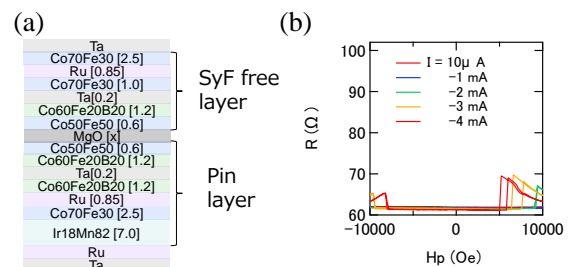 (a)
Ta
Co70Fe30 [2.5]
Ru [0.85]
Co70Fe30 [1.0]
Ta[0.2]
Co60Fe20B20 [1.2]
Co50Fe50 [0.6]
MgO [x]
Co50Fe50 [0.6]
Co60Fe20B20 [1.2]
Ta[0.2]
Co60Fe20B20 [1.2]
Ru [0.85]
Co70Fe30 [2.5]
Ir18Mn82 [7.0]
Ru
Ta
SyF free
layer
Pin
layer
(b)
R (Ω)
100
90
80
70
60
I = 10μ A
-1 mA
-2 mA
-3 mA
-4 mA
-10000
0
10000
Hp (Oe)